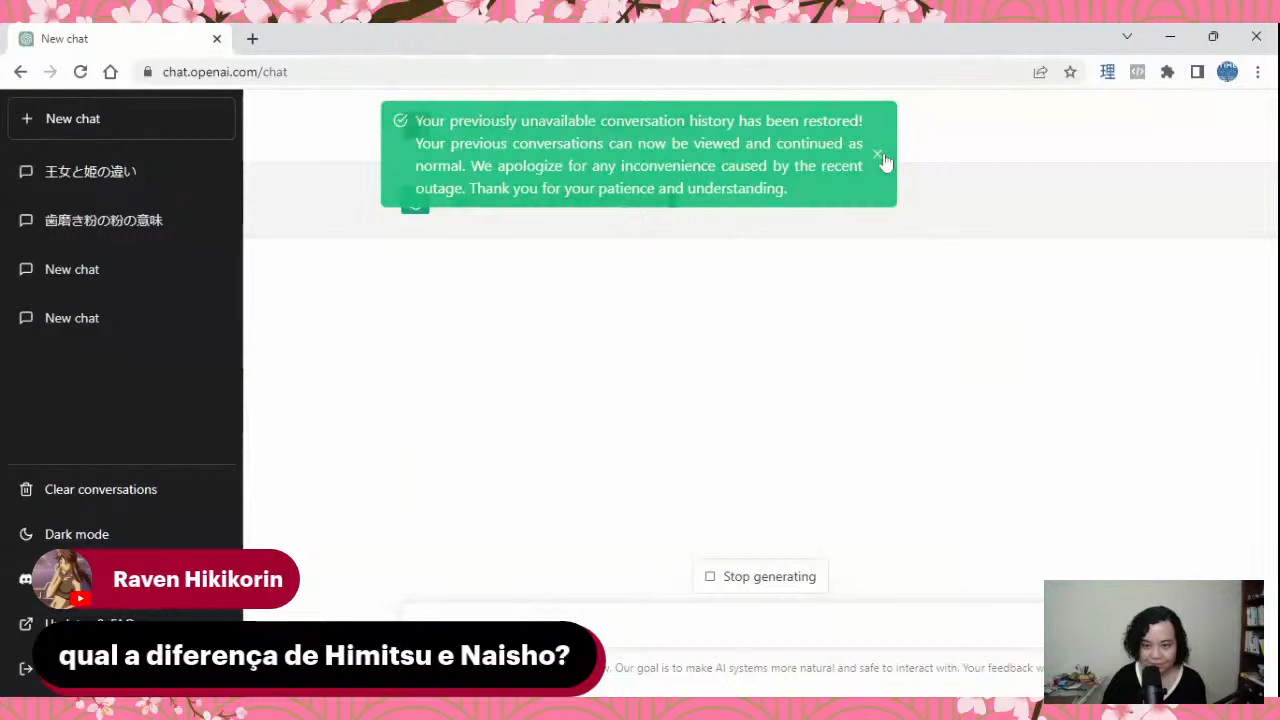 New chat
chat.openai.com/chat
理
New chat
Your previously unavailable conversation history has been restored!
Your previous conversations can now be viewed and continued as
normal. We apologize for any inconvenience caused by the recent
outage. Thank you for your patience and understanding.
王女と姫の違い
歯磨き粉の粉の意味
New chat
New chat
Clear conversations
Dark mode
Stop generating
Raven Hikikorin
qual a diferença de Himitsu e Naisho?
. Our goal is to make AI systems more natural and safe to interact with. Your feedback w